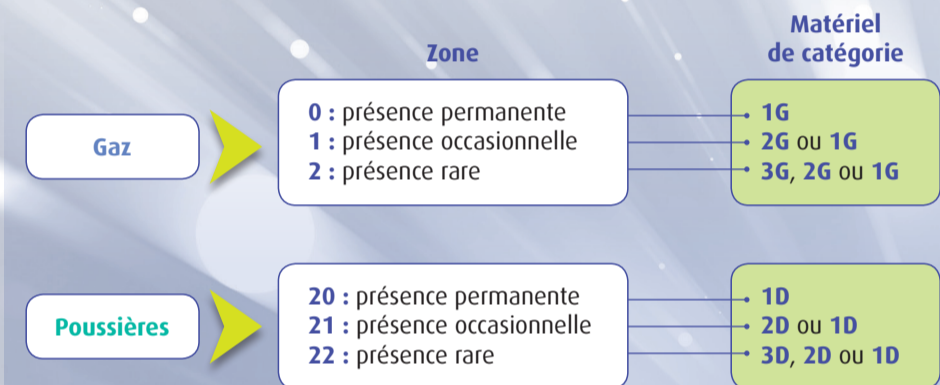 Zone
Matériel
de catégorie
Gaz
0 : présence permanente
1 : présence occasionnelle
2 : présence rare
1G
2G ou 1G
3G, 2G ou 1G
Poussières
20 : présence permanente
21 : présence occasionnelle
22 : présence rare
1D
2D ou 1D
3D, 2D ou 1D